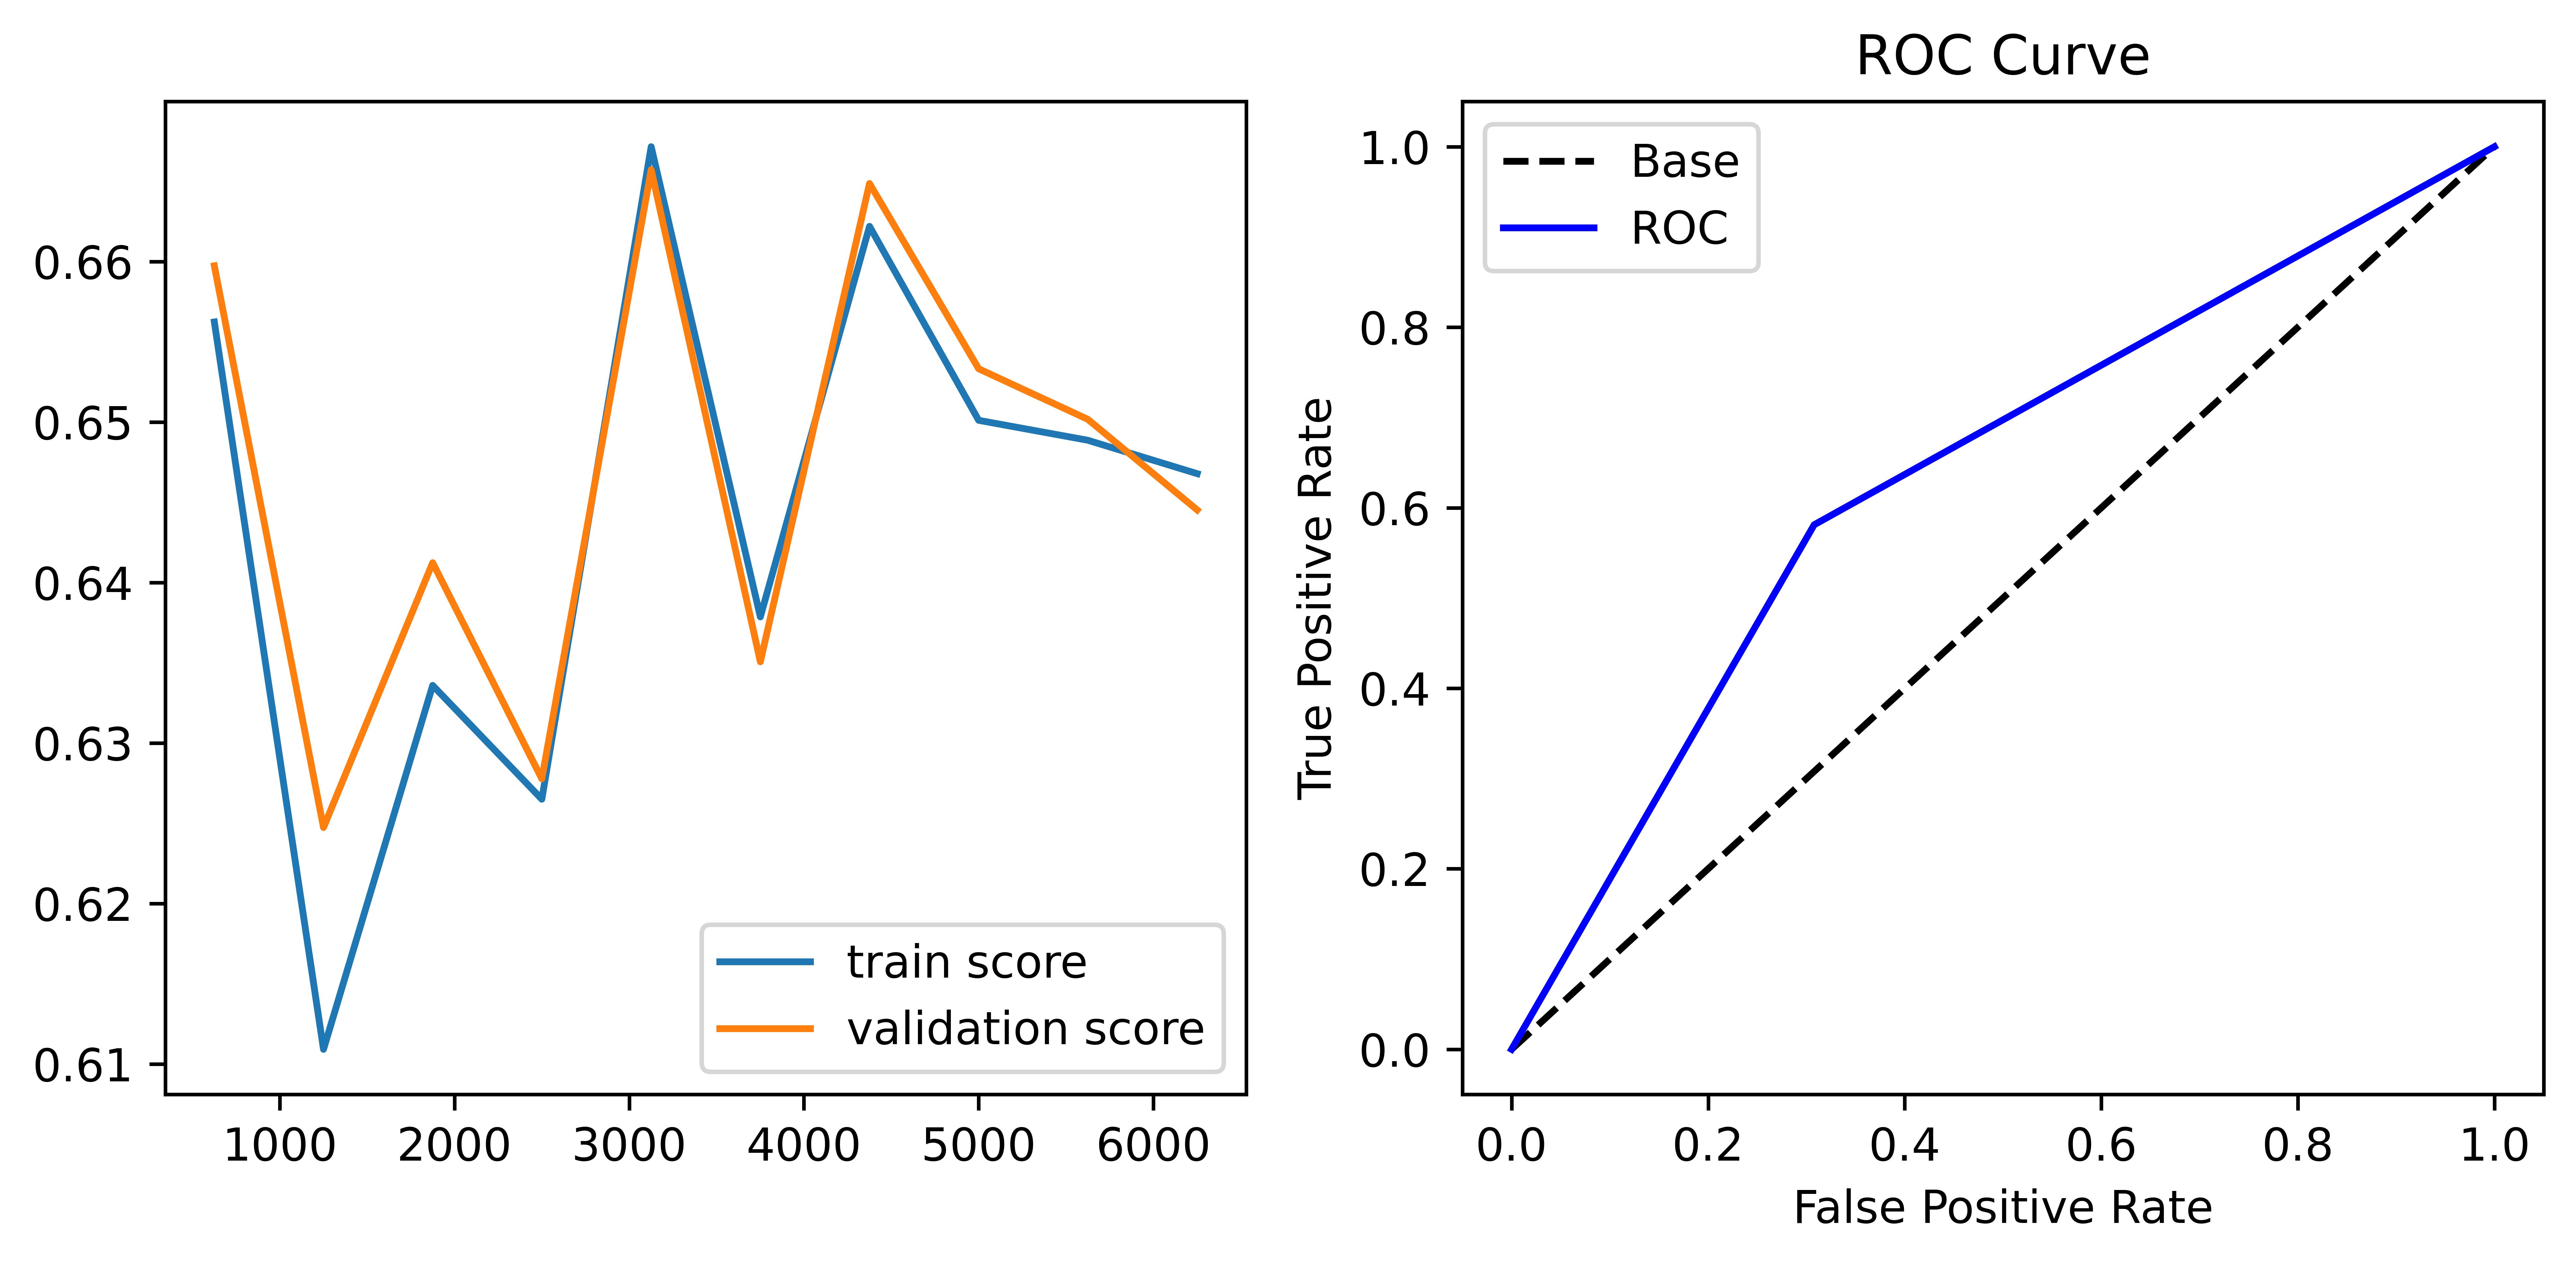 0.66
0.65
0.64
0.63
0.62
0.61
train score
validation score
1000 2000 3000 4000 5000 6000
ROC Curve
Base
ROC
True Positive Rate
1.0
0.8
0.6
0.4
0.2
0.0
0.0 0.2 0.4 0.6 0.8 1.0
False Positive Rate